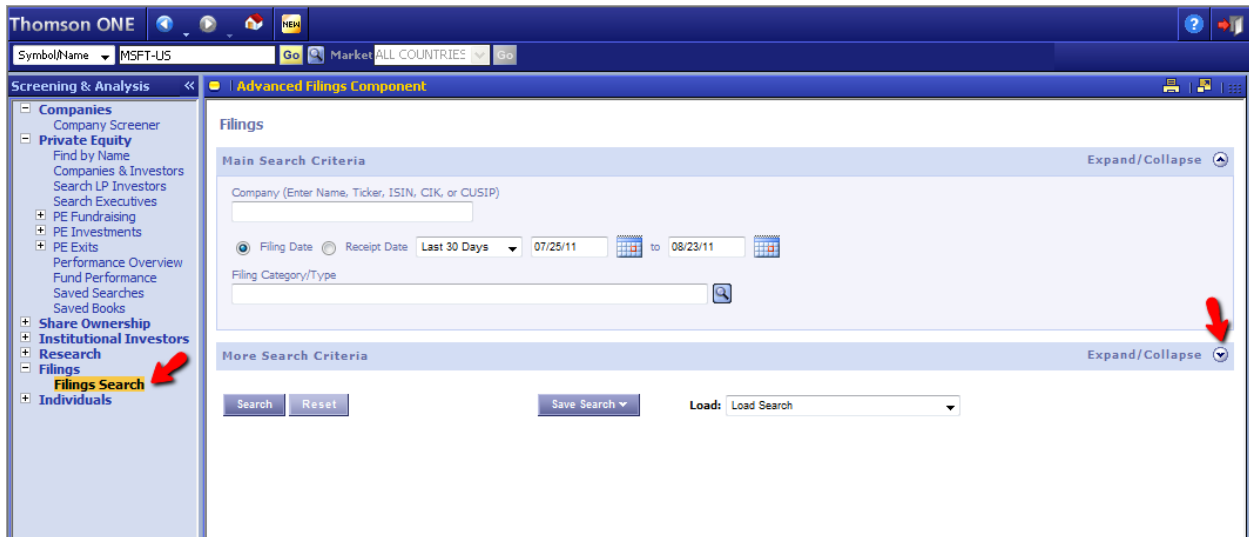 Thomson ONE NEW
Symbol/Name MSFT-US Go Market ALL COUNTRIES Go
Screening & Analysis «
Companies
Company Screener
Private Equity
Find by Name
Companies & Investors
Search LP Investors
Search Executives
PE Fundraising
PE Investments
PE Exits
Performance Overview
Fund Performance
Saved Searches
Saved Books
Share Ownership
Institutional Investors
Research
Filings
Filings Search
Individuals
Advanced Filings Component
Filings
Main Search Criteria Expand/Collapse
Company (Enter Name, Ticker, ISIN, CIK, or CUSIP)
Filing Date Receipt Date Last 30 Days 07/25/11 to 08/23/11
Filing Category/Type
More Search Criteria Expand/Collapse
Search Reset Save Search Load: Load Search